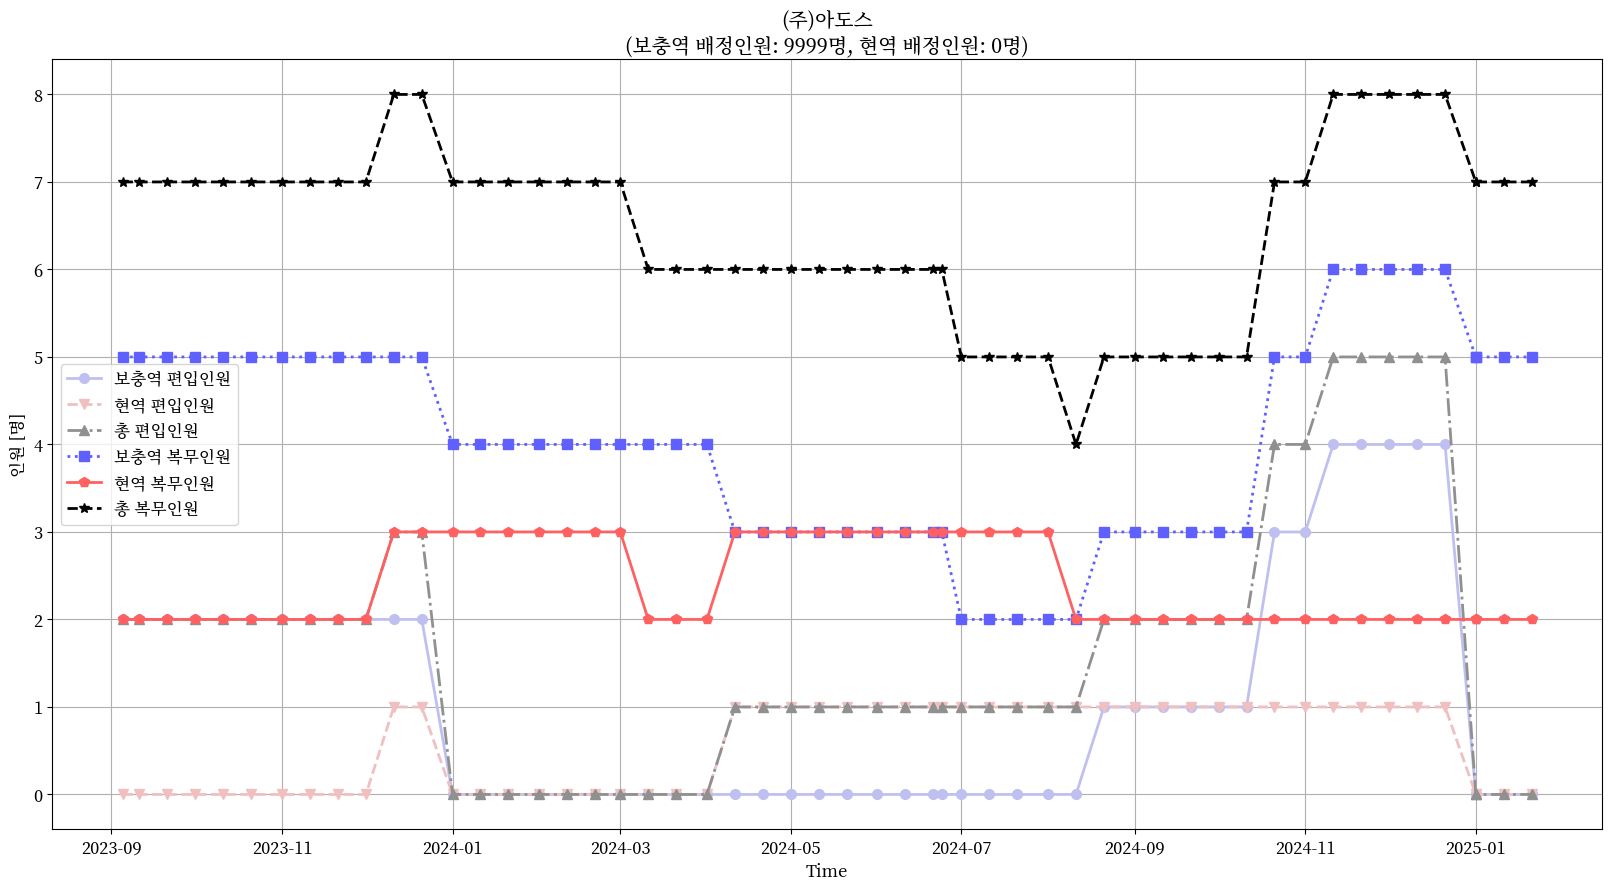 (주)아도스
(보충역 배정인원: 9999명, 현역 배정인원: 0명)
인원 [명]
8
7
6
5
4
3
2
1
0
보충역 편입인원
현역 편입인원
총 편입인원
보충역 복무인원
현역 복무인원
총 복무인원
2023-09 2023-11 2024-01 2024-03 2024-05 2024-07 2024-09 2024-11 2025-01
Time